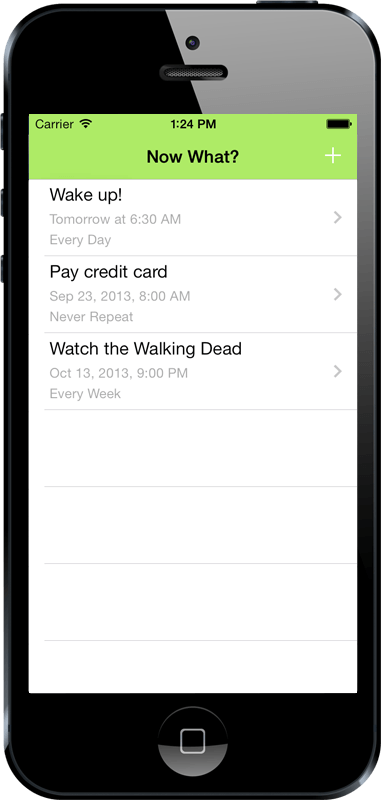 Carrier 1:24 PM
Now What? +
Wake up!
Tomorrow at 6:30 AM
Every Day
Pay credit card
Sep 23, 2013, 8:00 AM
Never Repeat
Watch the Walking Dead
Oct 13, 2013, 9:00 PM
Every Week